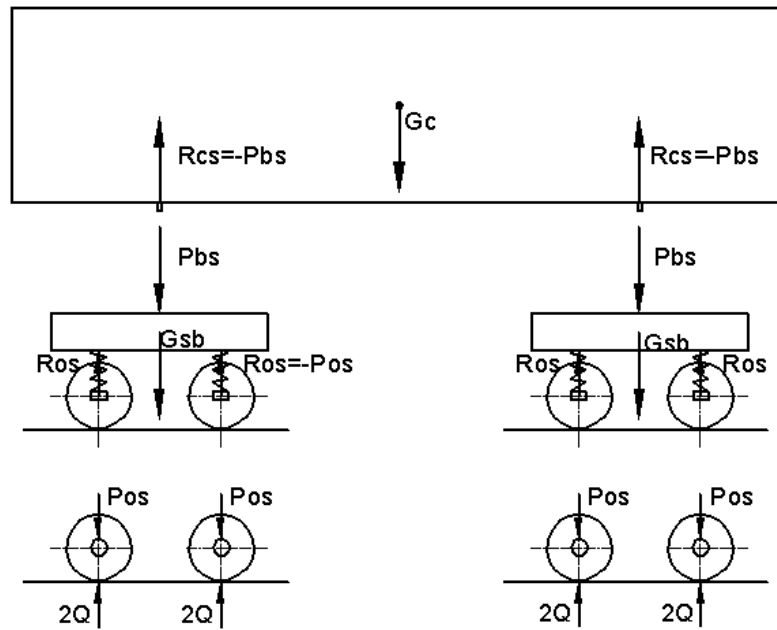 Gc
Rcs=-Pbs
Rcs=-Pbs
Pbs
Pbs
Gsb
Gsb
Ros
Ros=-Pos
Ros
Ros
Pos
Pos
Pos
Pos
2Q
2Q
2Q
2Q